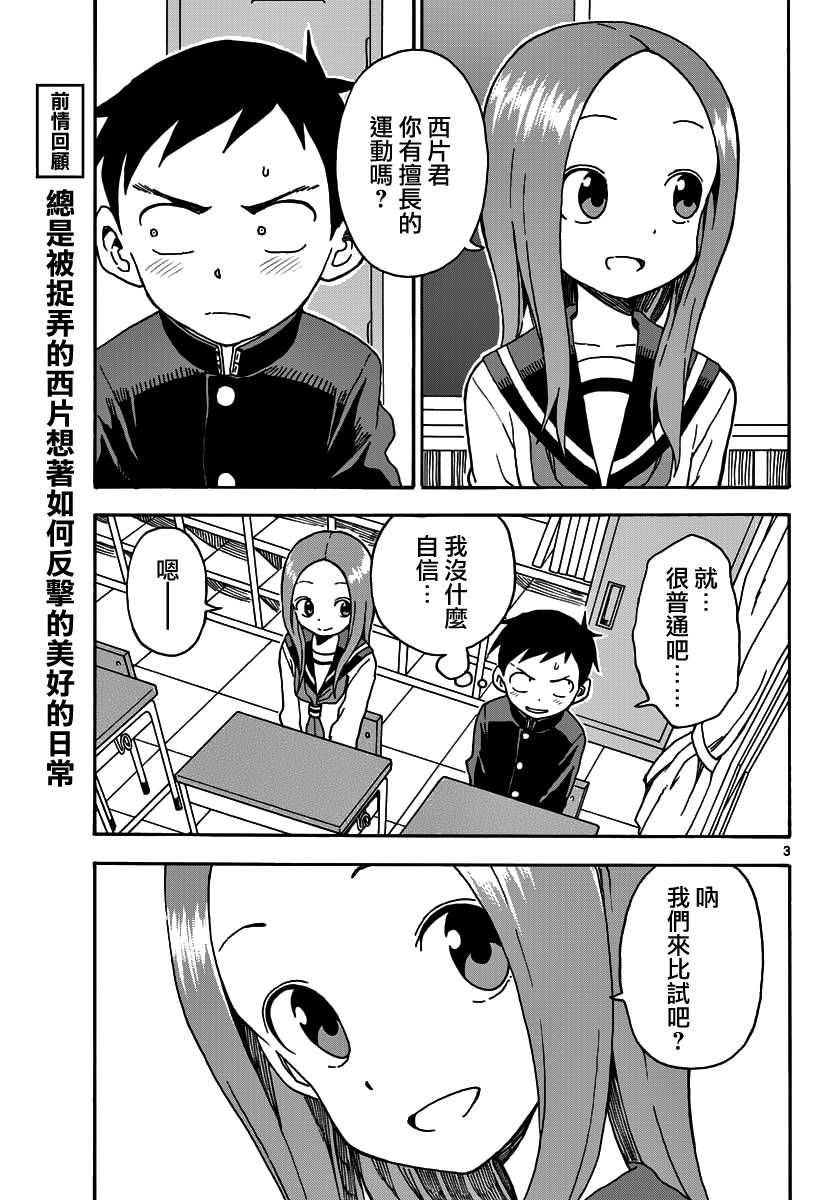 前情回顧
總是被捉弄的西片想著如何反擊的美好的日常
西片君
你有擅長的
運動嗎?
就…
很普通吧……
我沒什麼
自信…
嗯——
3
吶
我們來比試吧?